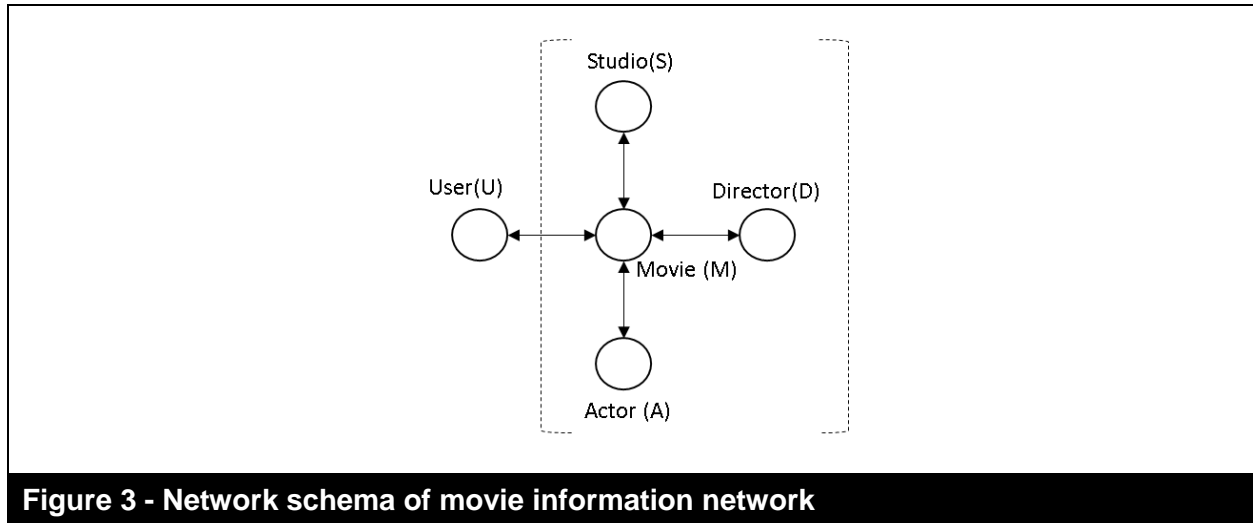 Studio(S)
User(U)
Director(D)
Movie (M)
Actor (A)
Figure 3 - Network schema of movie information network